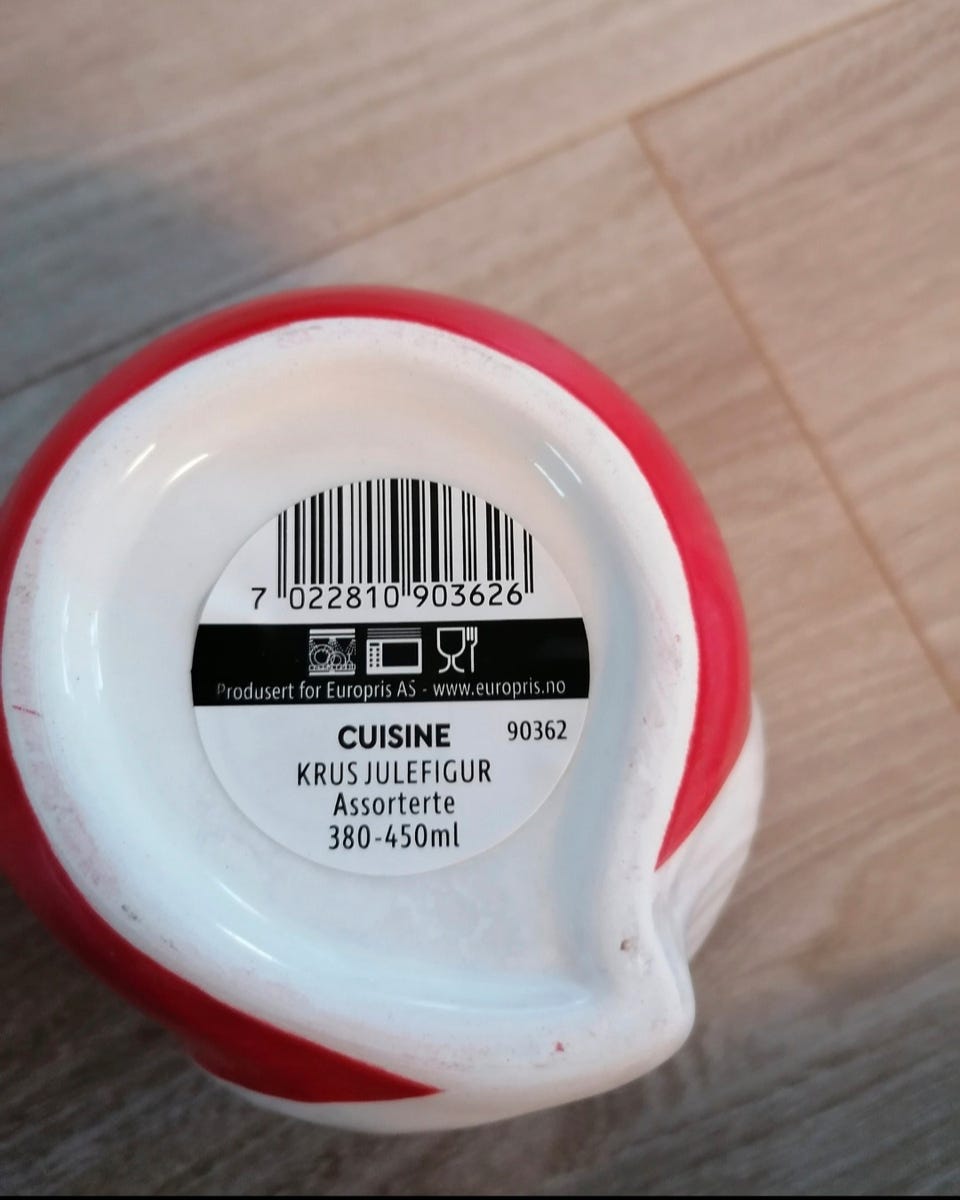 7 022810 903626
Produsert for Europris AS - www.europris.no
CUISINE 90362
KRUS JULEFIGUR
Assorterte
380-450ml